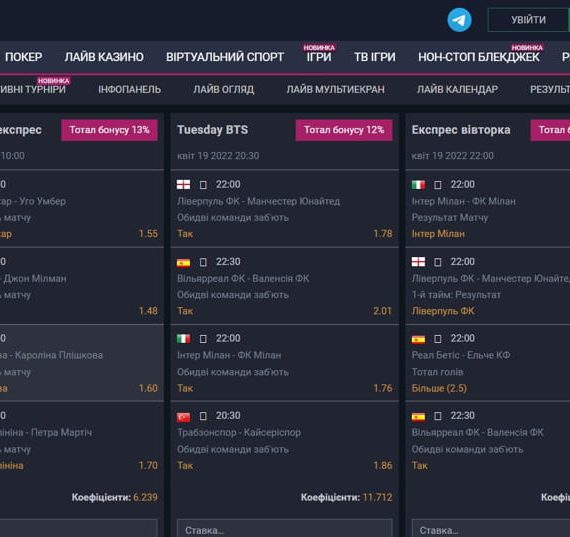 УВІЙТИ
ПОКЕР ЛАЙВ КАЗИНО ВІРТУАЛЬНИЙ СПОРТ НОВИНКА ІГРИ ТВ ІГРИ НОВИНКА НОН-СТОП БЛЕКДЖЕК Р
НОВИНКА
ИВНІ ТУРНІРИ ІНФОПАНЕЛЬ ЛАЙВ ОГЛЯД ЛАЙВ МУЛЬТИЕКРАН ЛАЙВ КАЛЕНДАР РЕЗУЛЬТ
експрес Тотал бонусу 13%
10:00
0
кар - Уго Умбер
ь матчу
кар 1.55
0
- Джон Мілман
ь матчу
1.48
0
ва - Кароліна Плішкова
ь матчу
ва 1.60
0
лініна - Петра Мартіч
ь матчу
лініна 1.70
Коефіцієнти: 6.239
Tuesday BTS Тотал бонусу 12%
квіт 19 2022 20:30
22:00
Ліверпуль ФК - Манчестер Юнайтед
Обидві команди заб'ють
Так 1.78
22:30
Вільярреал ФК - Валенсія ФК
Обидві команди заб'ють
Так 2.01
22:00
Інтер Мілан - ФК Мілан
Обидві команди заб'ють
Так 1.76
20:30
Трабзонспор - Кайсеріспор
Обидві команди заб'ють
Так 1.86
Коефіцієнти: 11.712
Ставка...
Експрес вівторка Тотал б
квіт 19 2022 22:00
22:00
Інтер Мілан - ФК Мілан
Результат Матчу
Інтер Мілан
22:00
Ліверпуль ФК - Манчестер Юнайте
1-й тайм: Результат
Ліверпуль ФК
22:00
Реал Бетіс - Ельче КФ
Тотал голів
Більше (2.5)
22:30
Вільярреал ФК - Валенсія ФК
Обидві команди заб'ють
Так
Коефі
Ставка...